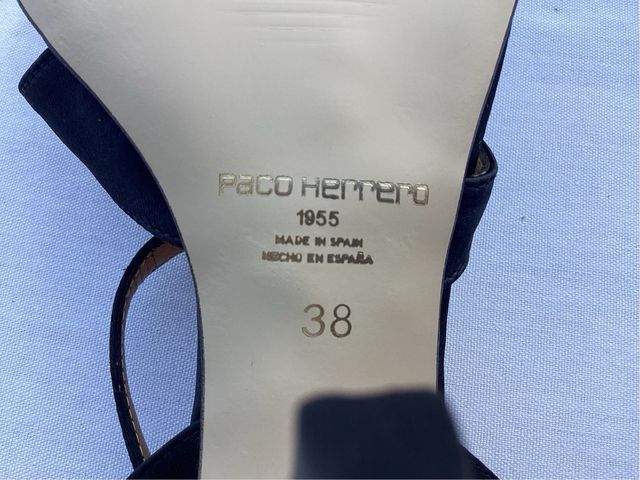 PACO HERRERO
1955
MADE IN SPAIN
HECHO EN ESPAÑA
38